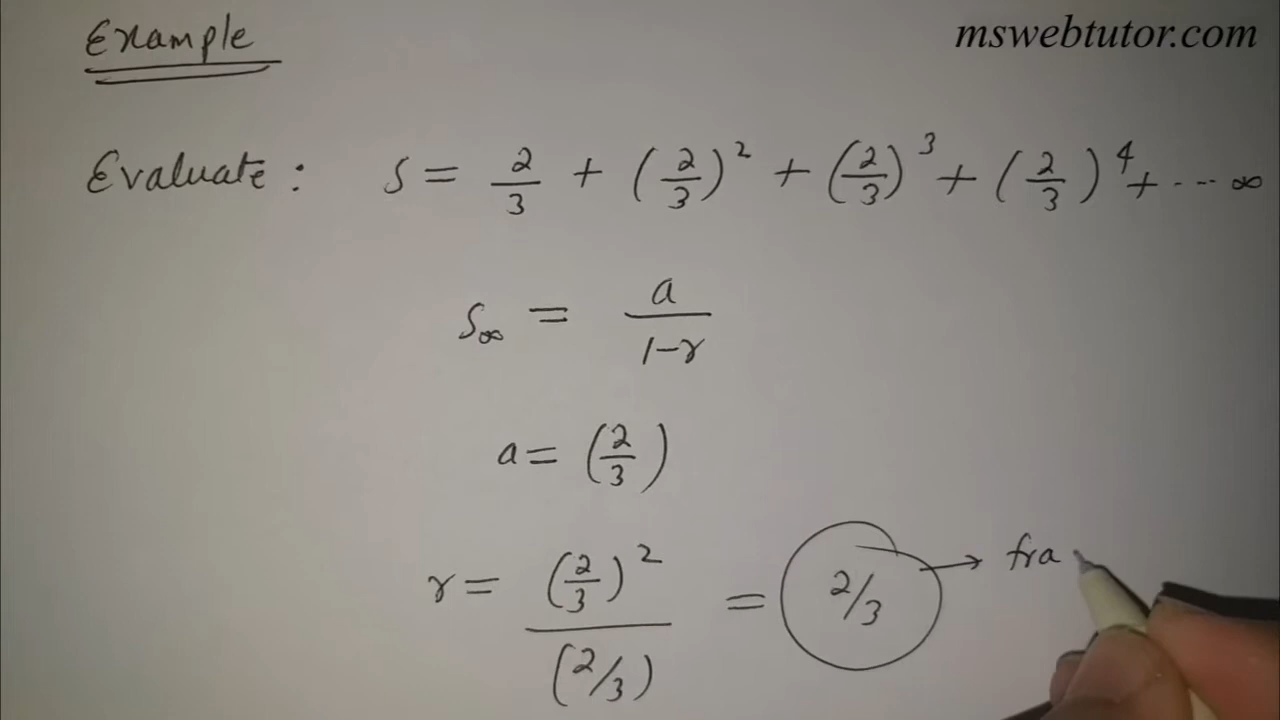 mswebtutor.com
Example
Evaluate : S = 2/3 + (2/3)² + (2/3)³ + (2/3)⁴ + --- ∞
S∞ = a/1-r
a = (2/3)
r = (2/3)²/(2/3) = 2/3 → fra